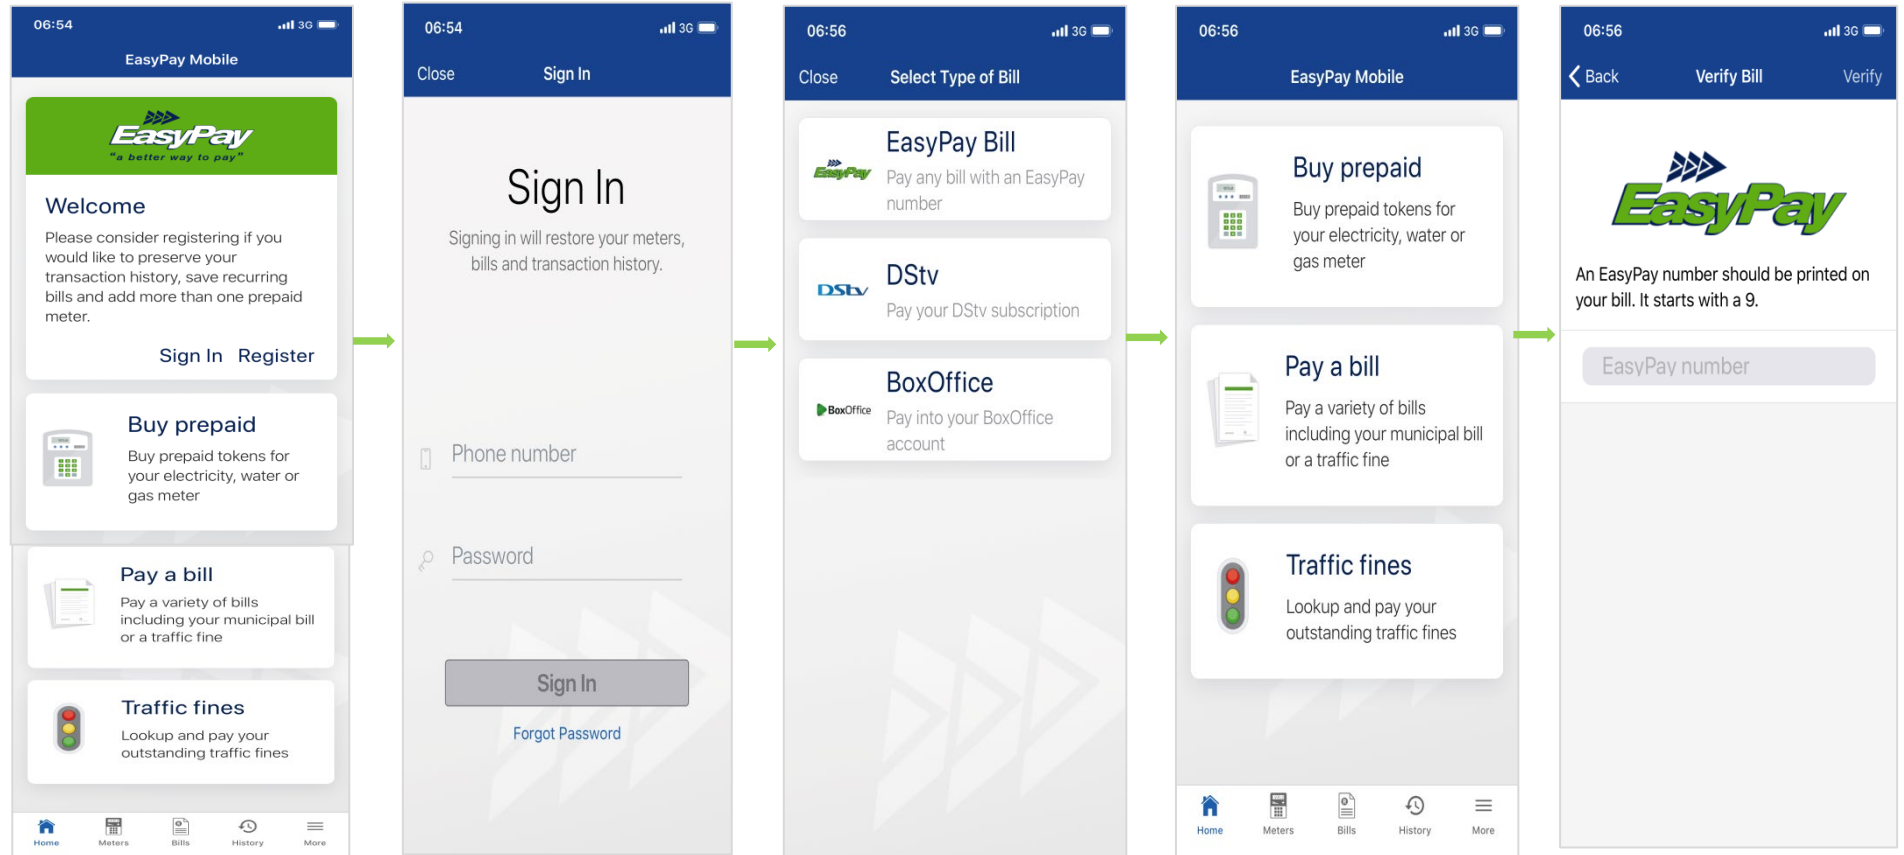 06:54
3G
EasyPay Mobile
EasyPay
"a better way to pay"
Welcome
Please consider registering if you
would like to preserve your
transaction history, save recurring
bills and add more than one prepaid
meter.
Sign In Register
Buy prepaid
Buy prepaid tokens for
your electricity, water or
gas meter
Pay a bill
Pay a variety of bills
including your municipal bill
or a traffic fine
Traffic fines
Lookup and pay your
outstanding traffic fines
Home Meters Bills History More
06:54
3G
Close Sign In
Sign In
Signing in will restore your meters,
bills and transaction history.
Phone number
Password
Sign In
Forgot Password
06:56
3G
Close Select Type of Bill
EasyPay
EasyPay Bill
Pay any bill with an EasyPay
number
DStv
DStv
Pay your DStv subscription
BoxOffice
BoxOffice
Pay into your BoxOffice
account
06:56
3G
EasyPay Mobile
Buy prepaid
Buy prepaid tokens for
your electricity, water or
gas meter
Pay a bill
Pay a variety of bills
including your municipal bill
or a traffic fine
Traffic fines
Lookup and pay your
outstanding traffic fines
Home Meters Bills History More
06:56
3G
Back Verify Bill Verify
EasyPay
An EasyPay number should be printed on
your bill. It starts with a 9.
EasyPay number